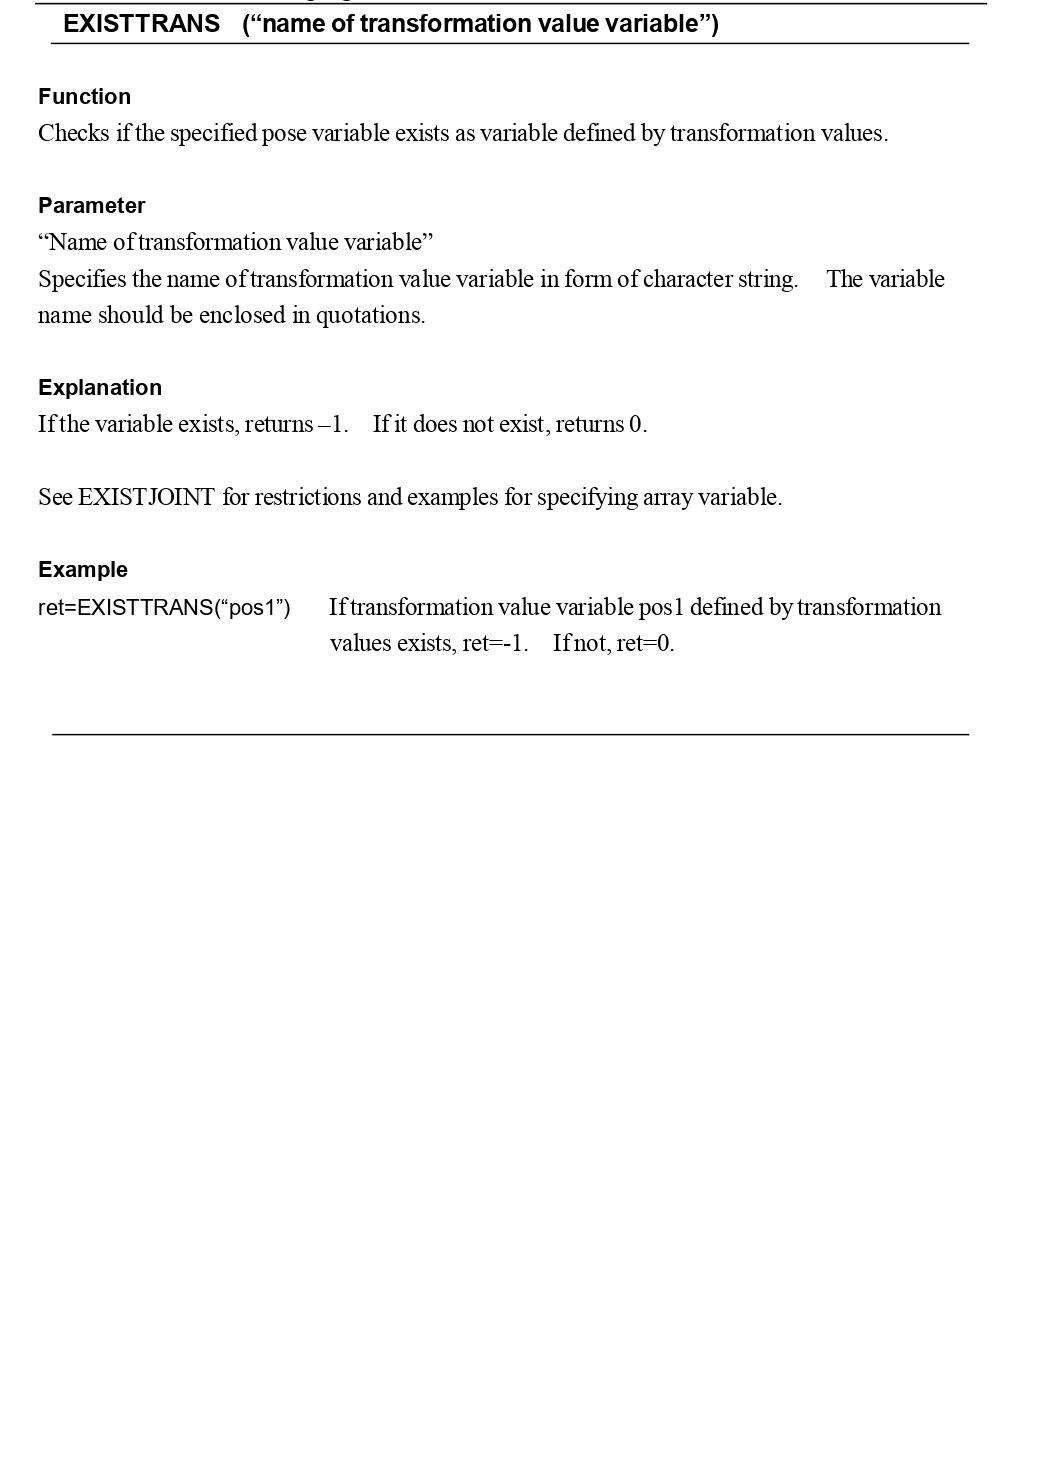 EXISTTRANS (“name of transformation value variable”)
Function
Checks if the specified pose variable exists as variable defined by transformation values.
Parameter
“Name of transformation value variable”
Specifies the name of transformation value variable in form of character string. The variable
name should be enclosed in quotations.
Explanation
If the variable exists, returns –1. If it does not exist, returns 0.
See EXISTJOINT for restrictions and examples for specifying array variable.
Example
ret=EXISTTRANS(“pos1”) If transformation value variable pos1 defined by transformation
values exists, ret=-1. If not, ret=0.